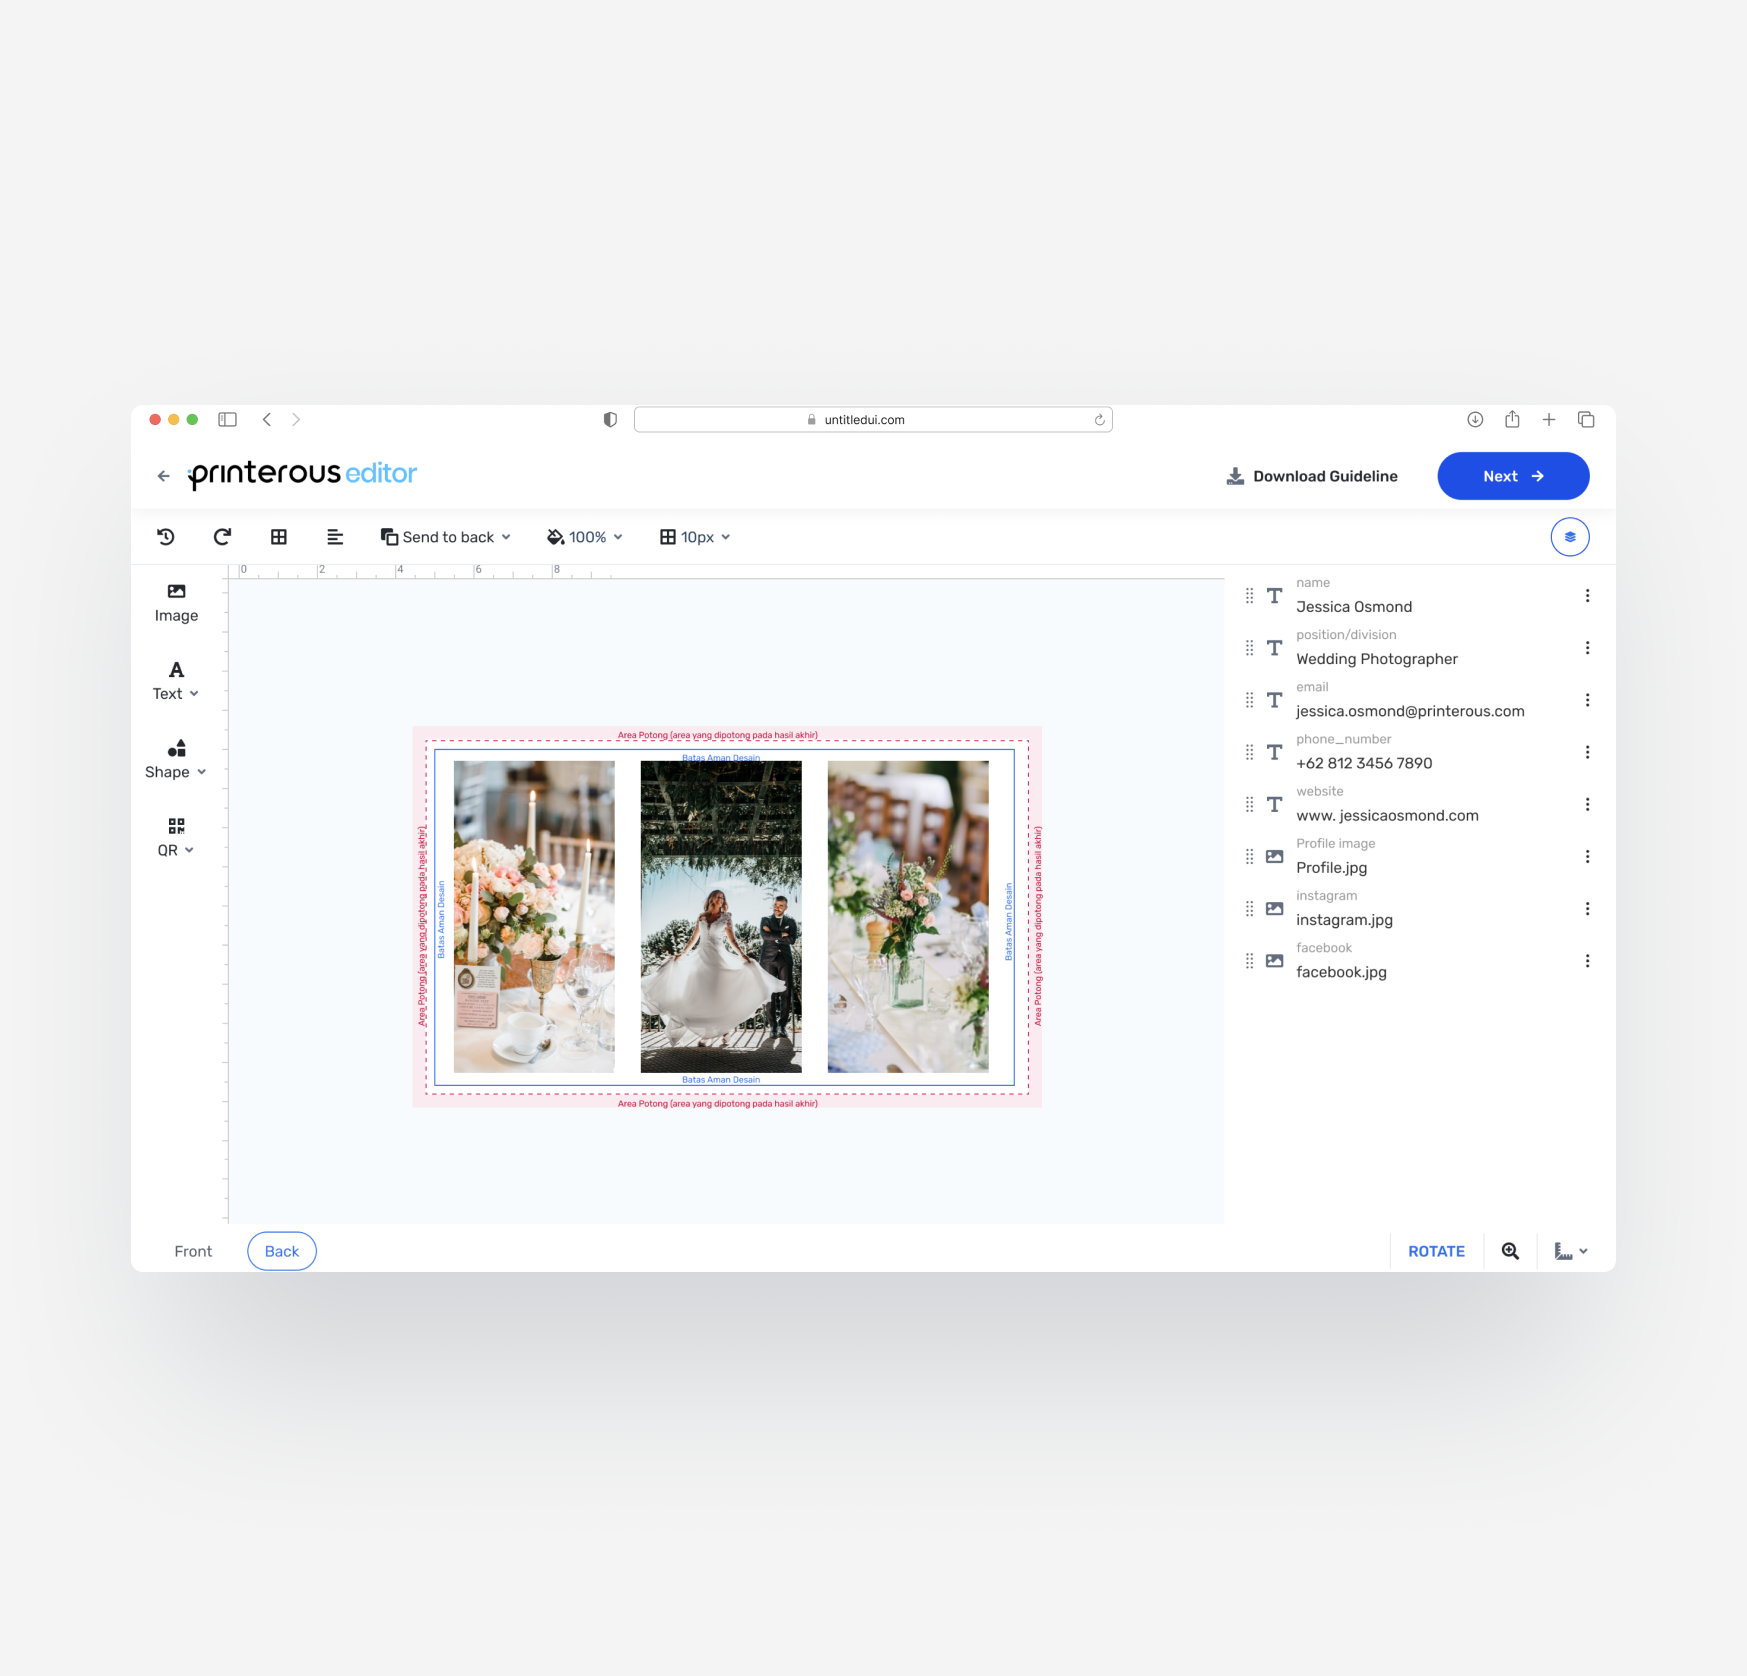 untitledui.com
printerous editor
Download Guideline
Next
Send to back
100%
10px
0 2 4 6 8
Image
Text
Shape
QR
Area Potong (area yang dipotong pada hasil akhir)
Batas Aman Desain
Area Potong (area yang dipotong pada hasil akhir)
Batas Aman Desain
Batas Aman Desain
Area Potong (area yang dipotong pada hasil akhir)
Batas Aman Desain
Area Potong (area yang dipotong pada hasil akhir)
name
Jessica Osmond
position/division
Wedding Photographer
email
jessica.osmond@printerous.com
phone_number
+62 812 3456 7890
website
www. jessicaosmond.com
Profile image
Profile.jpg
instagram
instagram.jpg
facebook
facebook.jpg
Front
Back
ROTATE